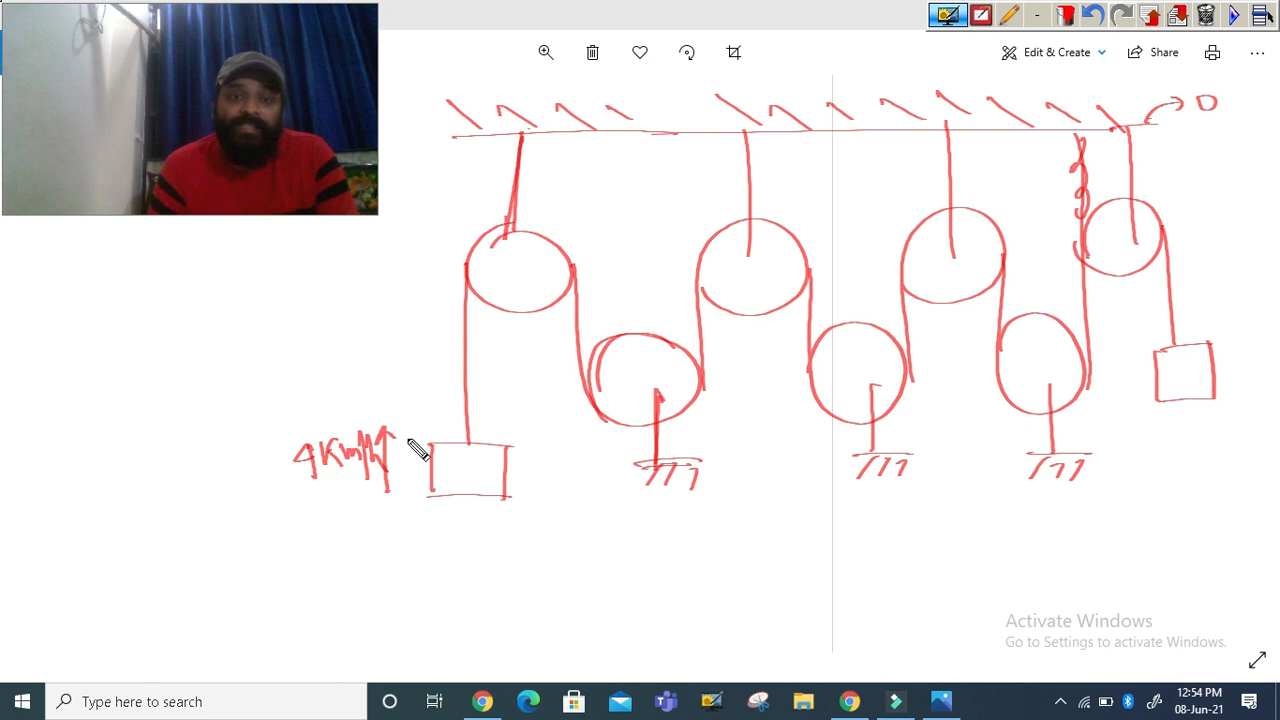 Edit & Create
Share
D
4 Km/h
Activate Windows
Go to Settings to activate Windows.
Type here to search
12:54 PM
08-Jun-21